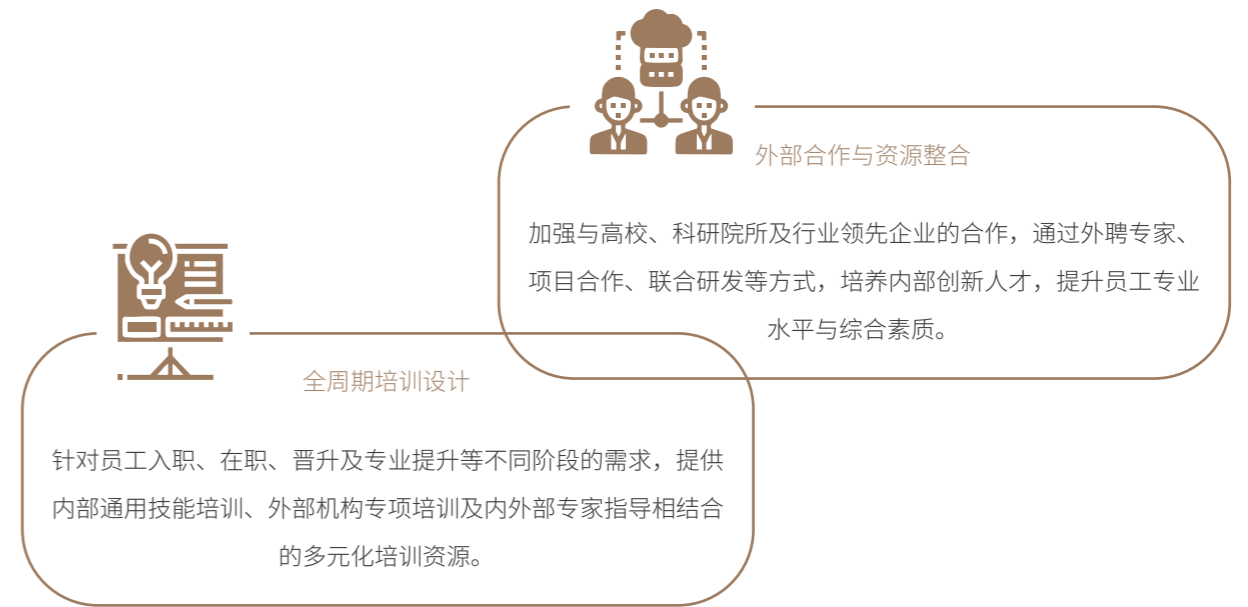 外部合作与资源整合
加强与高校、科研院所及行业领先企业的合作，通过外聘专家、
项目合作、联合研发等方式，培养内部创新人才，提升员工专业
水平与综合素质。
全周期培训设计
针对员工入职、在职、晋升及专业提升等不同阶段的需求，提供
内部通用技能培训、外部机构专项培训及内外部专家指导相结合
的多元化培训资源。